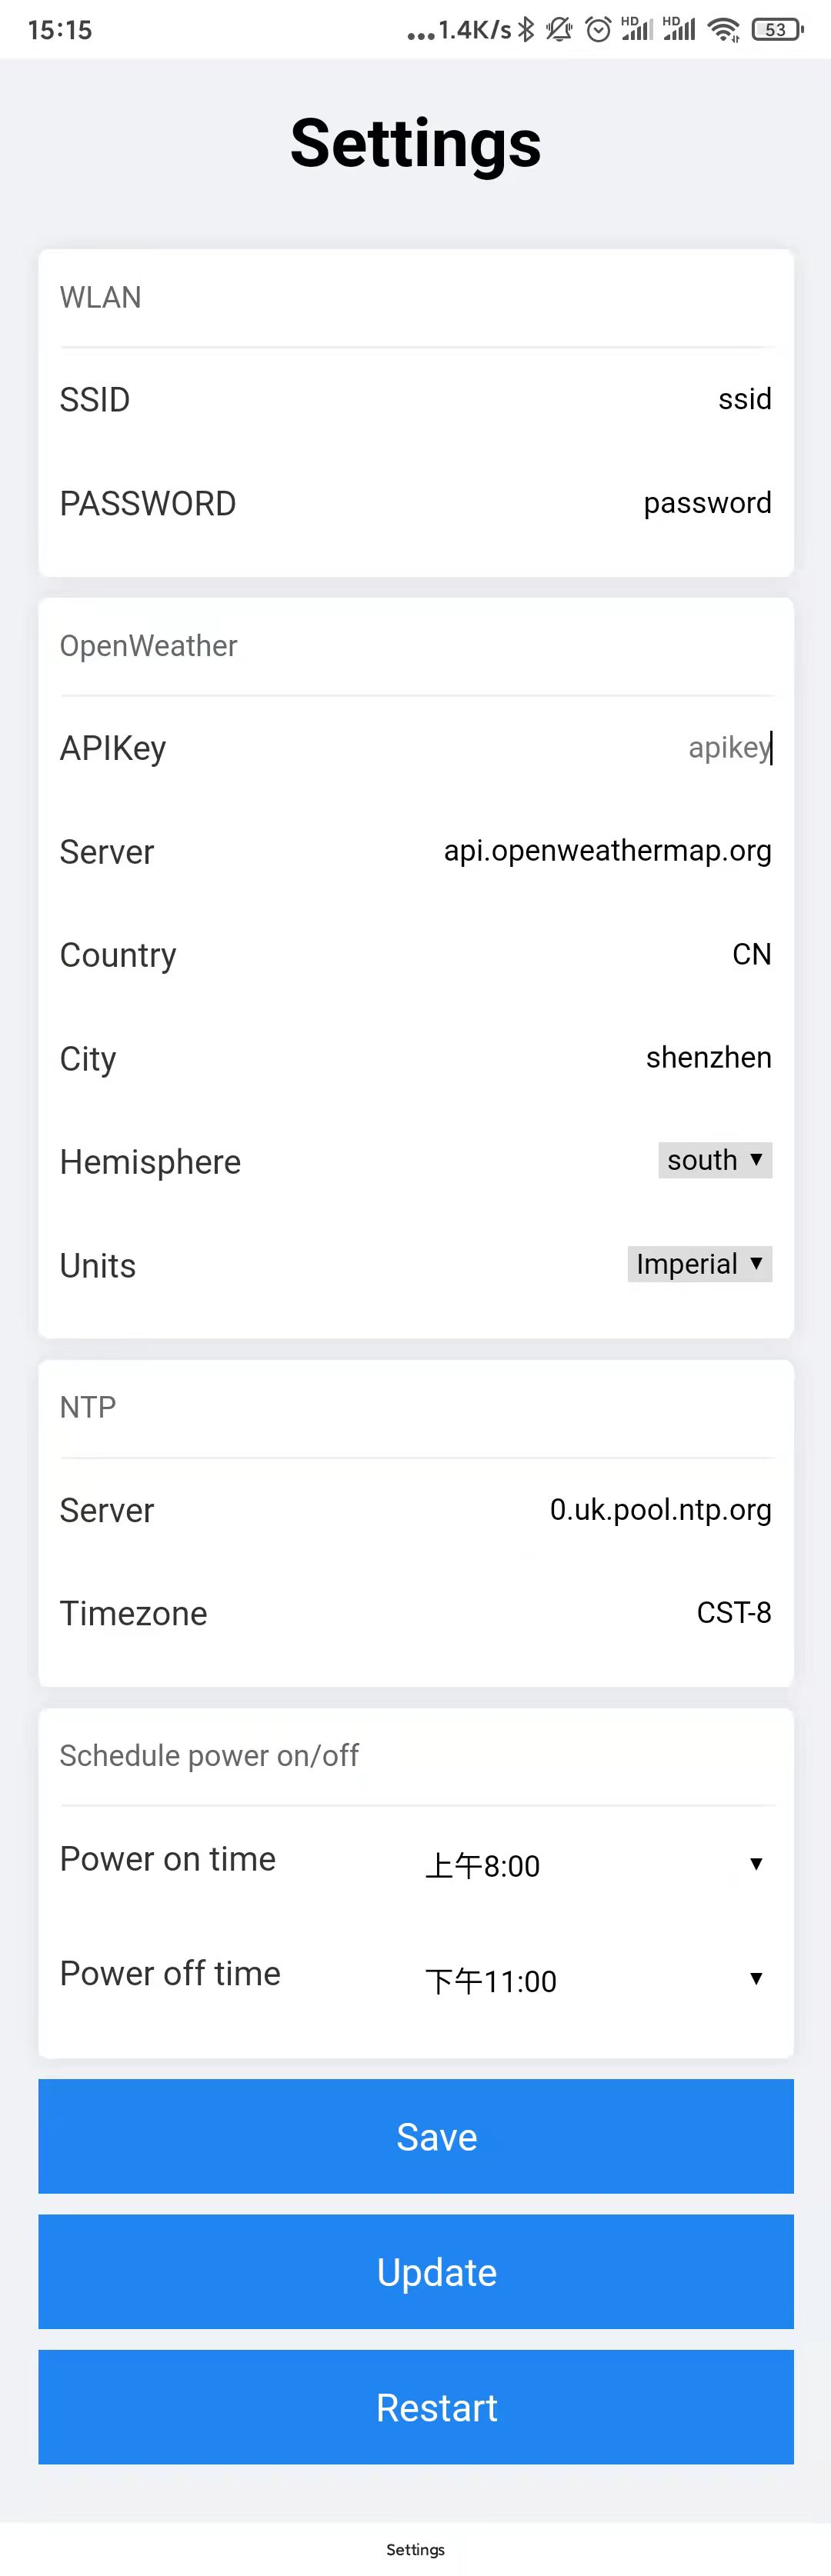 15:15 ...1.4K/s HD HD 53
Settings
WLAN
SSID ssid
PASSWORD password
OpenWeather
APIKey apikey
Server api.openweathermap.org
Country CN
City shenzhen
Hemisphere south ▼
Units Imperial ▼
NTP
Server 0.uk.pool.ntp.org
Timezone CST-8
Schedule power on/off
Power on time 上午8:00 ▼
Power off time 下午11:00 ▼
Save
Update
Restart
Settings